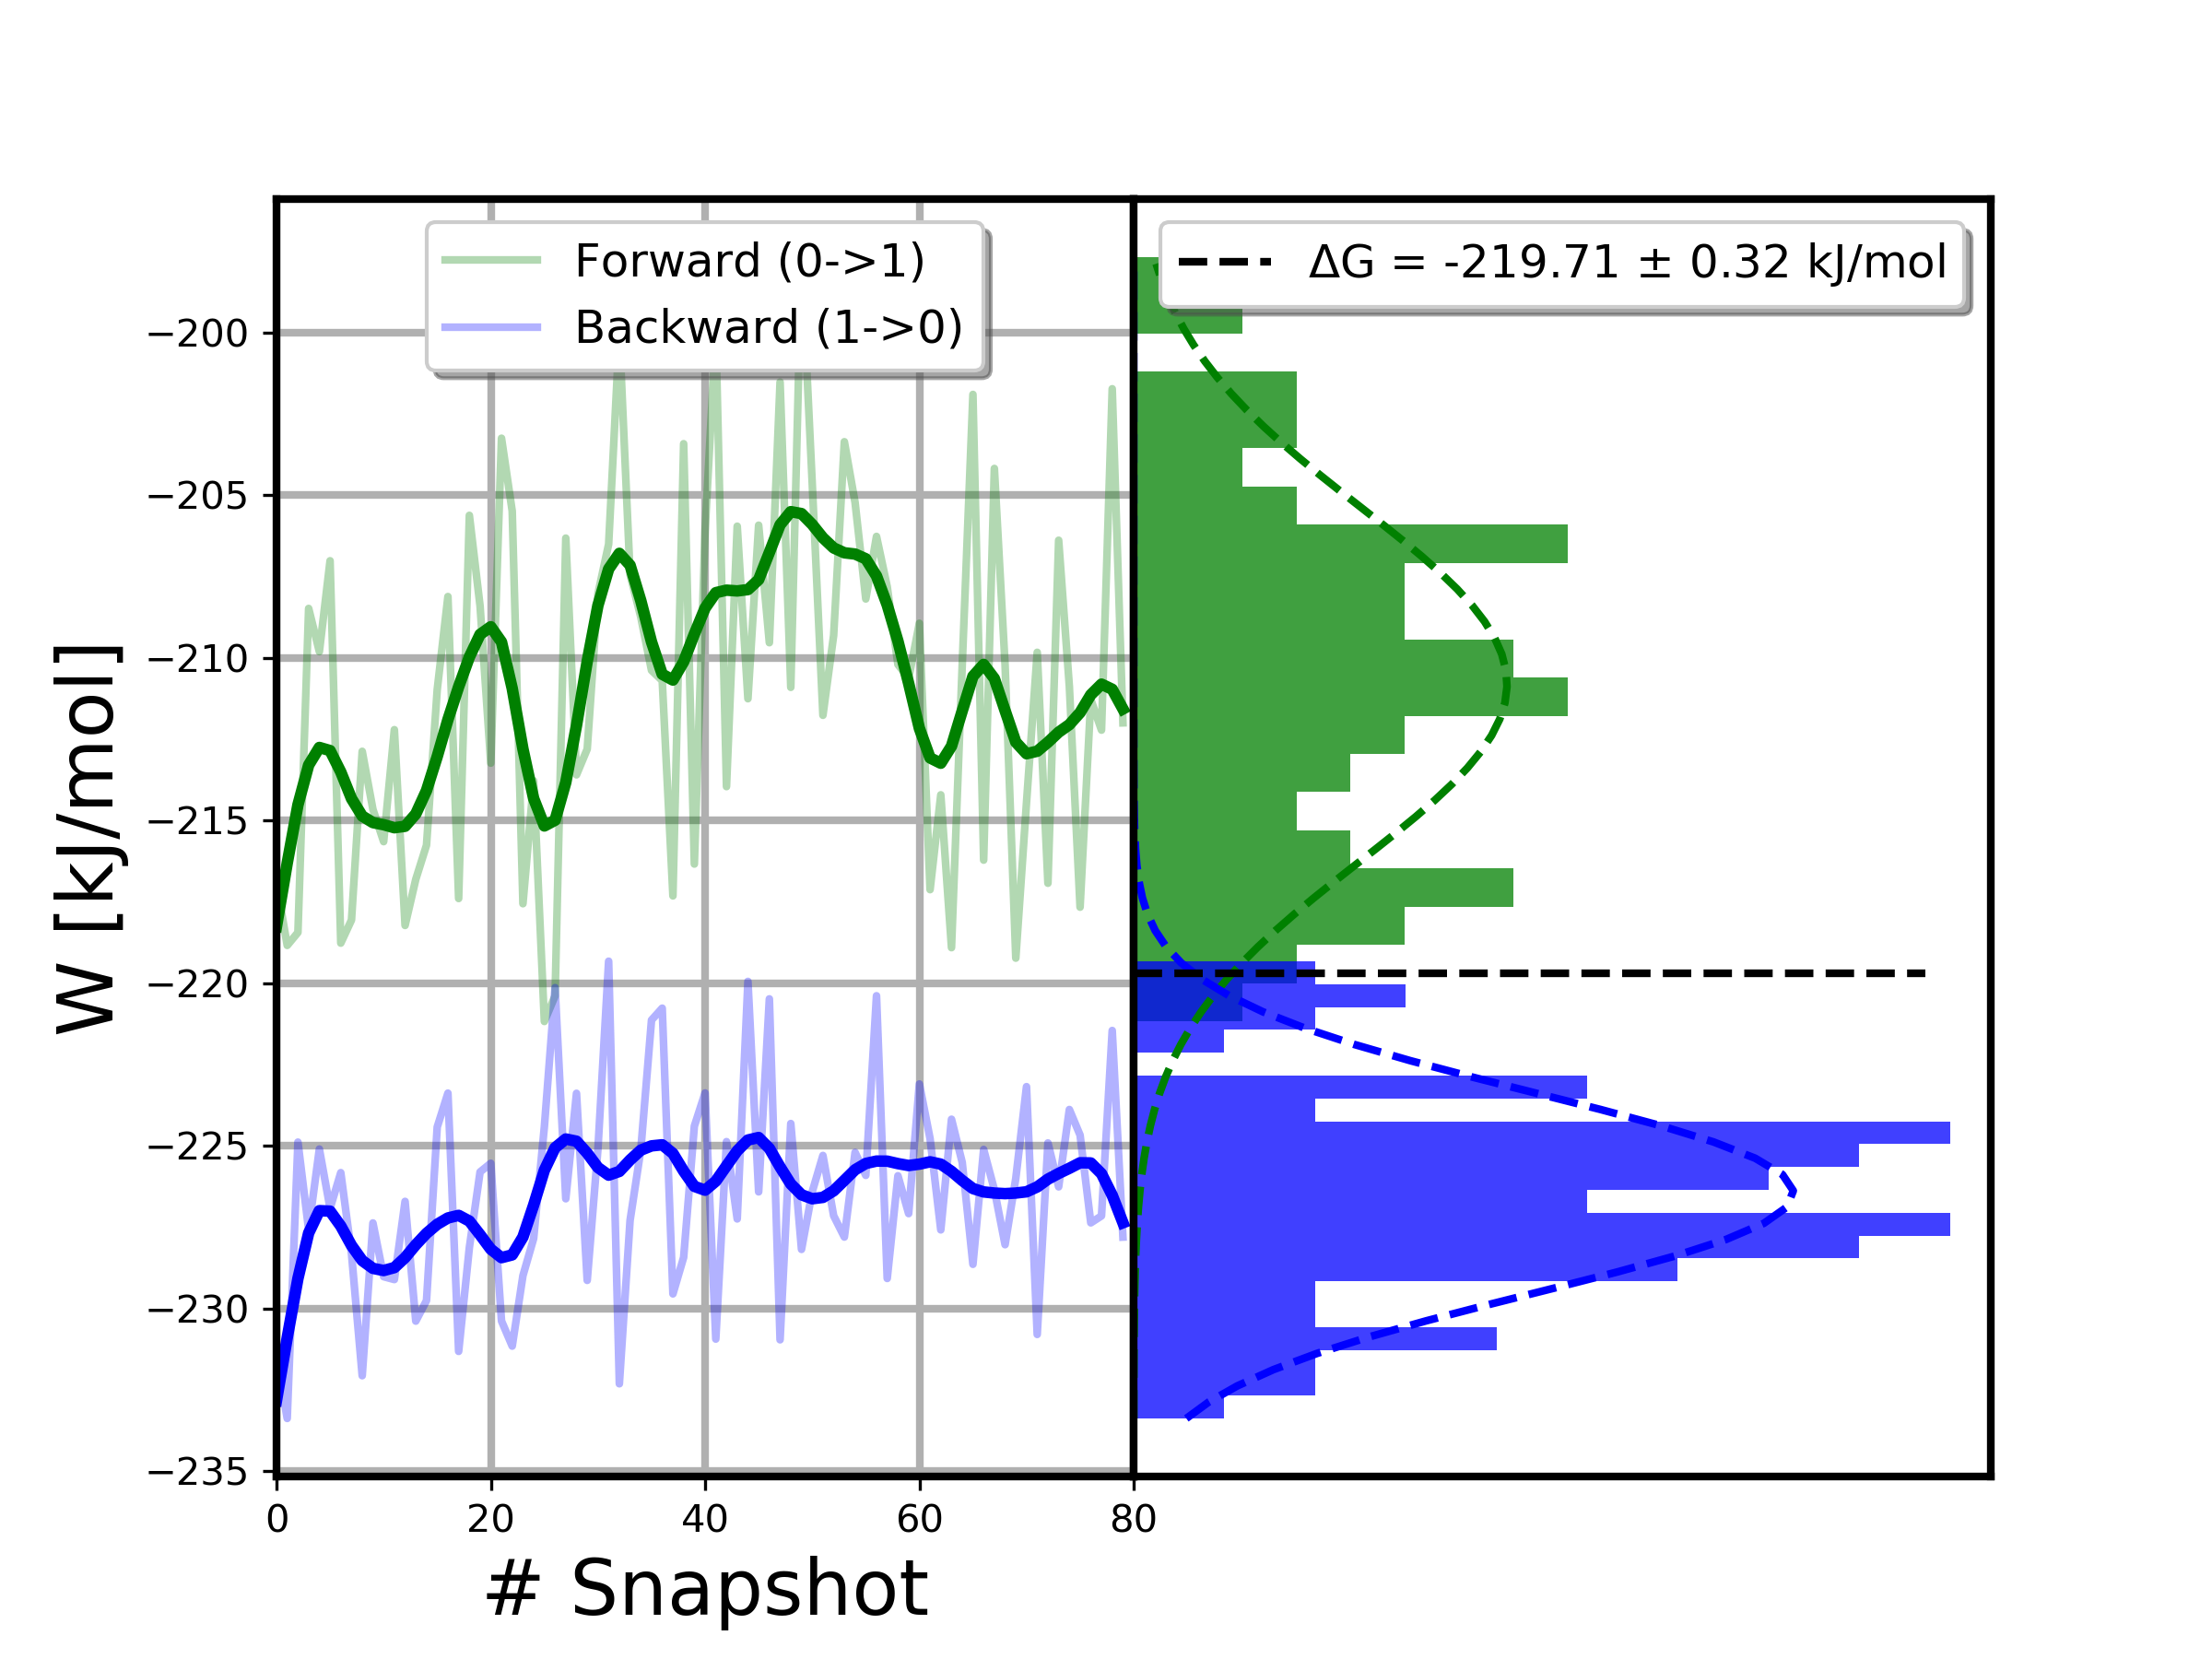 Forward (0->1)
Backward (1->0)
ΔG = -219.71 ± 0.32 kJ/mol
W [kJ/mol]
−200
−205
−210
−215
−220
−225
−230
−235
0 20 40 60 80
# Snapshot